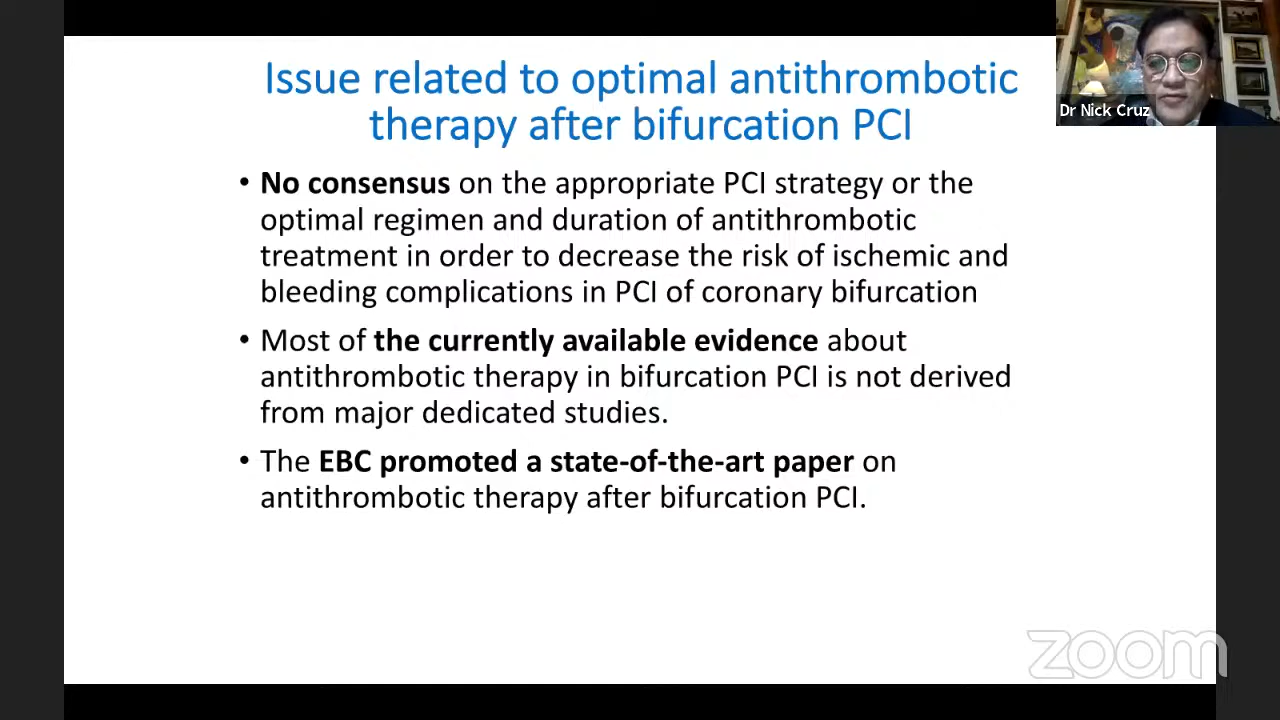 Issue related to optimal antithrombotic
therapy after bifurcation PCI
Dr Nick Cruz
• No consensus on the appropriate PCI strategy or the
optimal regimen and duration of antithrombotic
treatment in order to decrease the risk of ischemic and
bleeding complications in PCI of coronary bifurcation
• Most of the currently available evidence about
antithrombotic therapy in bifurcation PCI is not derived
from major dedicated studies.
• The EBC promoted a state-of-the-art paper on
antithrombotic therapy after bifurcation PCI.
zoom